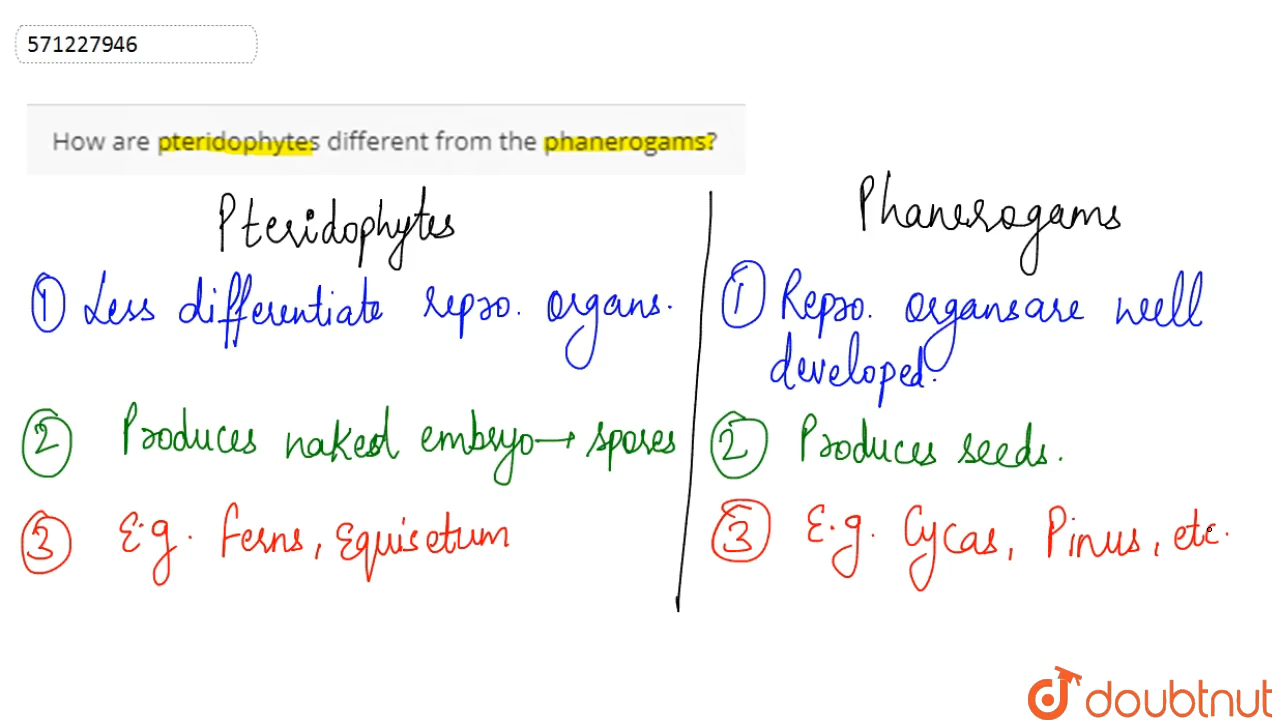 571227946
How are pteridophytes different from the phanerogams?
Pteridophytes
Phanerogams
① Less differentiate repro. organs.
① Repro. organs are well
developed.
② Produces naked embryo → spores
② Produces seeds.
③ E.g. Ferns, Equisetum
③ E.g. Cycas, Pinus, etc.
doubtnut